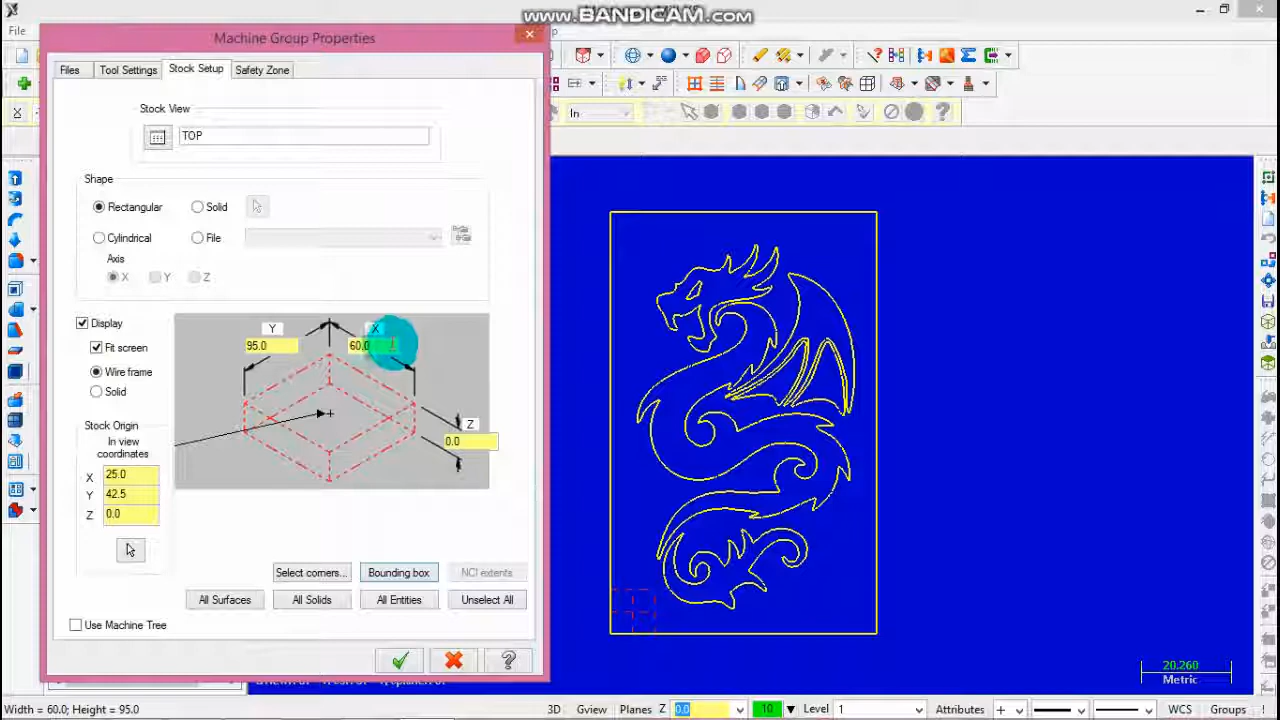 www.BANDICAM.com
Machine Group Properties
File
Files
Tool Settings
Stock Setup
Safety Zone
Stock View
TOP
In
Shape
Rectangular
Solid
Cylindrical
File
Axis
X
Y
Z
Display
Fit screen
Wire frame
Solid
Y
95.0
X
60.0
Z
0.0
Stock Origin
In view
coordinates
X 25.0
Y 42.5
Z 0.0
Select corners...
Bounding box
NCI extents
All Surfaces
All Solids
All Entities
Unselect All
Use Machine Tree
20.260
Metric
Width = 60.0; Height = 95.0
3D
Gview
Planes
Z
0.0
10
Level
1
Attributes
WCS
Groups